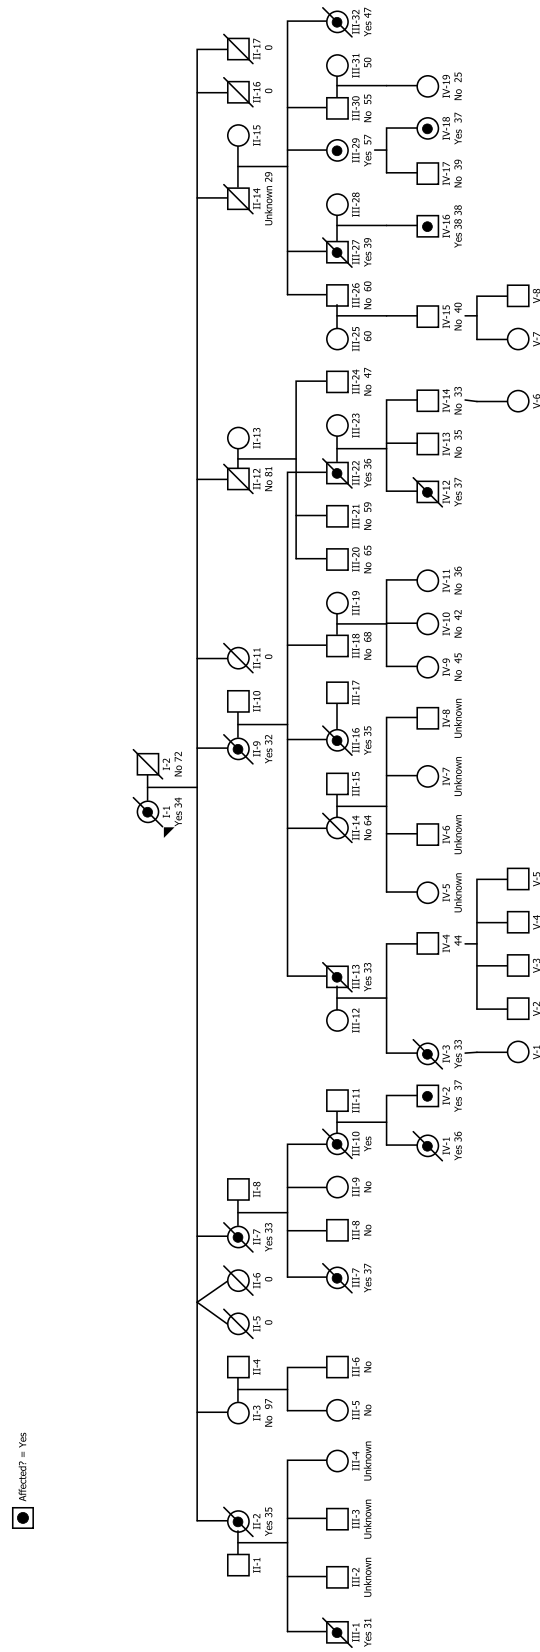 Affected? = Yes
I-1
Yes 34
I-2
No 72
II-1
II-2
Yes 35
II-3
No 97
II-4
II-5
0
II-6
0
II-7
Yes 33
II-8
II-9
Yes 32
II-10
II-11
0
II-12
No 81
II-13
II-14
Unknown 29
II-15
II-16
0
II-17
0
III-1
Yes 31
III-2
Unknown
III-3
Unknown
III-4
Unknown
III-5
No
III-6
No
III-7
Yes 37
III-8
No
III-9
No
III-10
Yes
III-11
III-12
III-13
Yes 33
III-14
No 64
III-15
III-16
Yes 35
III-17
III-18
No 68
III-19
III-20
No 65
III-21
No 59
III-22
Yes 36
III-23
III-24
No 47
III-25
60
III-26
No 60
III-27
Yes 39
III-28
III-29
Yes 57
III-30
No 55
III-31
50
III-32
Yes 47
IV-1
Yes 36
IV-2
Yes 37
IV-3
Yes 33
IV-4
44
IV-5
Unknown
IV-6
Unknown
IV-7
Unknown
IV-8
Unknown
IV-9
No 45
IV-10
No 42
IV-11
No 36
IV-12
Yes 37
IV-13
No 35
IV-14
No 33
IV-15
No 40
IV-16
Yes 38 38
IV-17
No 39
IV-18
Yes 37
IV-19
No 25
V-1
V-2
V-3
V-4
V-5
V-6
V-7
V-8